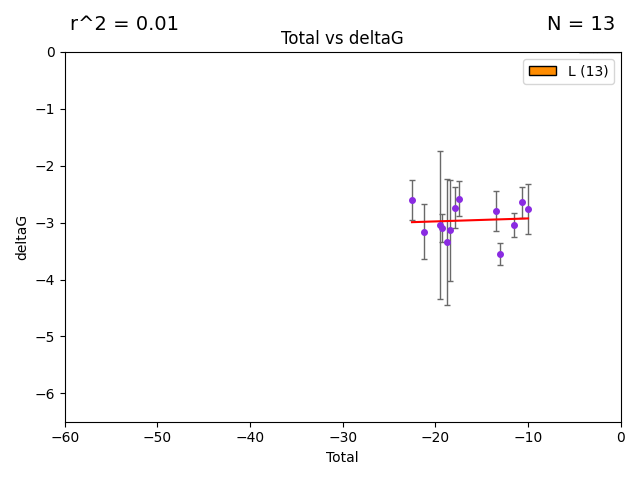 r^2 = 0.01
N = 13
Total vs deltaG
L (13)
0
−1
−2
−3
−4
−5
−6
deltaG
−60
−50
−40
−30
−20
−10
0
Total